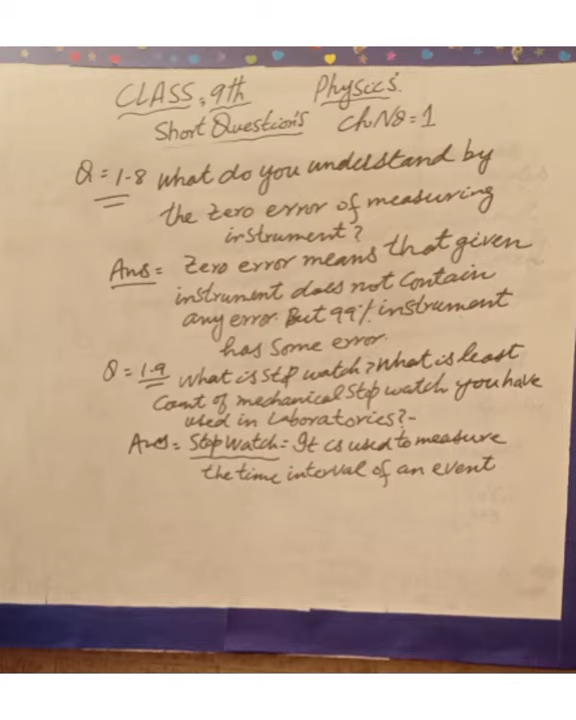 CLASS, 9th Physics.
Short Question's Ch.No=1
Q=1-8 what do you understand by
the zero error of measuring
instrument?
Ans= Zero error means that given
instrument does not contain
any error. But 99% instrument
has some error.
Q=1.9 what is stop watch? What is least
count of mechanical stop watch you have
used in Laboratories?-
Ans= Stop Watch= It is used to measure
the time interval of an event